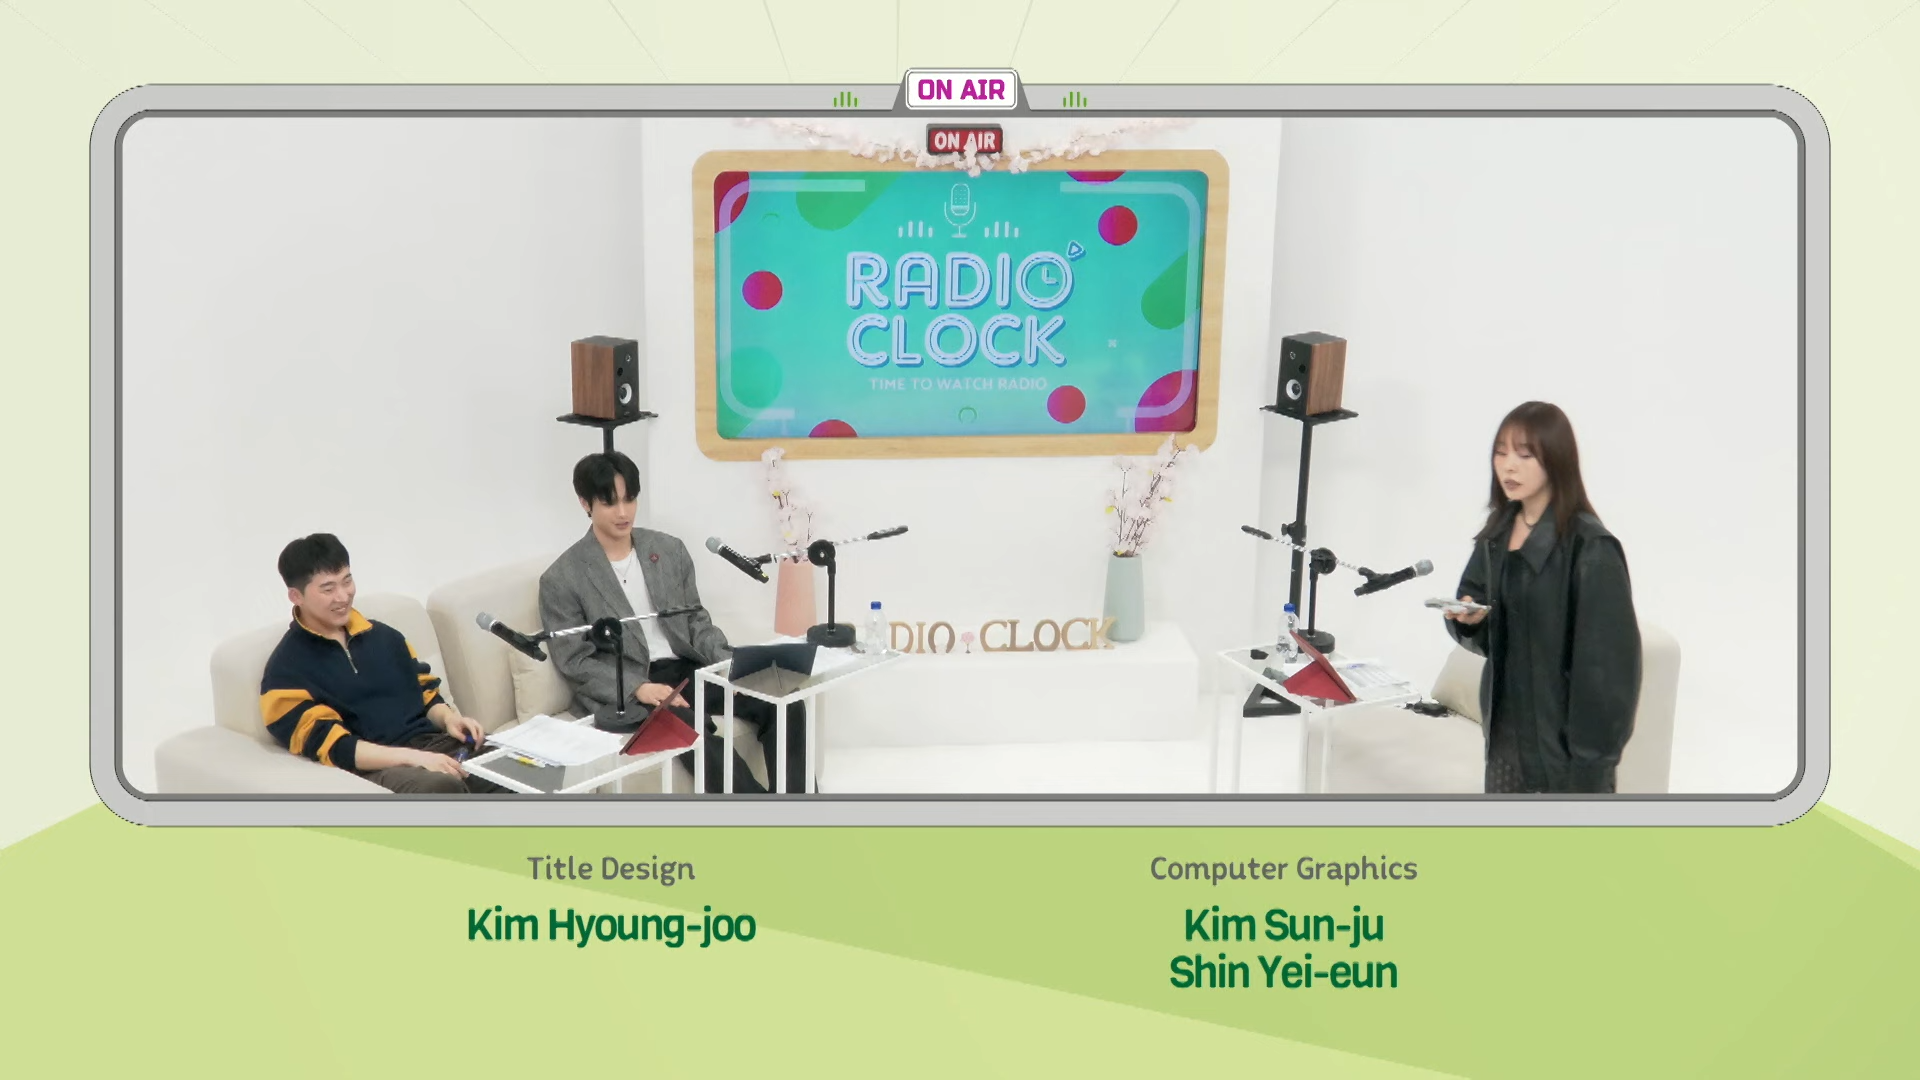 ON AIR
ON AIR
RADIO
CLOCK
TIME TO WATCH RADIO
DIO CLOCK
Title Design
Kim Hyoung-joo
Computer Graphics
Kim Sun-ju
Shin Yei-eun